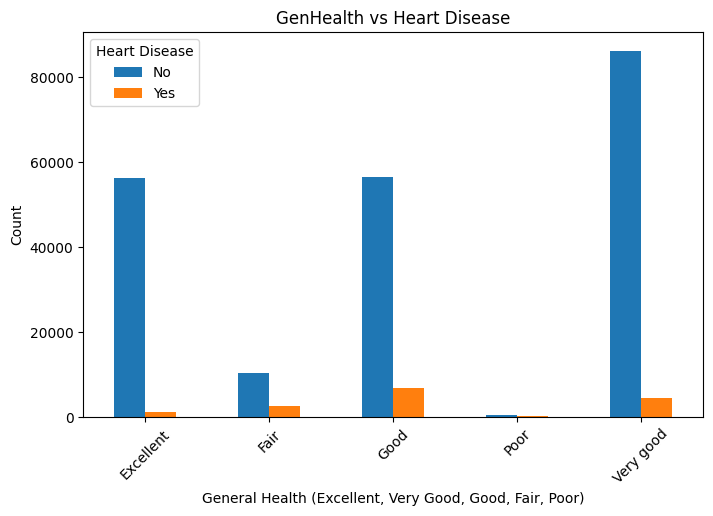 GenHealth vs Heart Disease
Heart Disease
No
Yes
80000
60000
40000
20000
0
Count
Excellent
Fair
Good
Poor
Very good
General Health (Excellent, Very Good, Good, Fair, Poor)